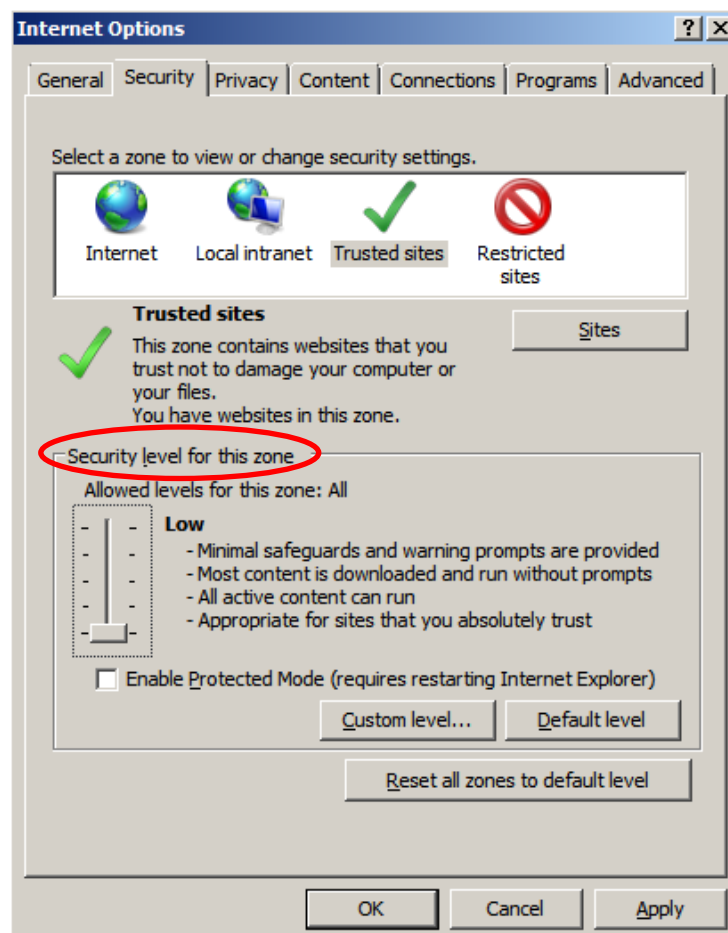 Internet Options
General Security Privacy Content Connections Programs Advanced
Select a zone to view or change security settings.
Internet Local intranet Trusted sites Restricted sites
Trusted sites
Sites
This zone contains websites that you
trust not to damage your computer or
your files.
You have websites in this zone.
Security level for this zone
Allowed levels for this zone: All
Low
- Minimal safeguards and warning prompts are provided
- Most content is downloaded and run without prompts
- All active content can run
- Appropriate for sites that you absolutely trust
Enable Protected Mode (requires restarting Internet Explorer)
Custom level... Default level
Reset all zones to default level
OK Cancel Apply